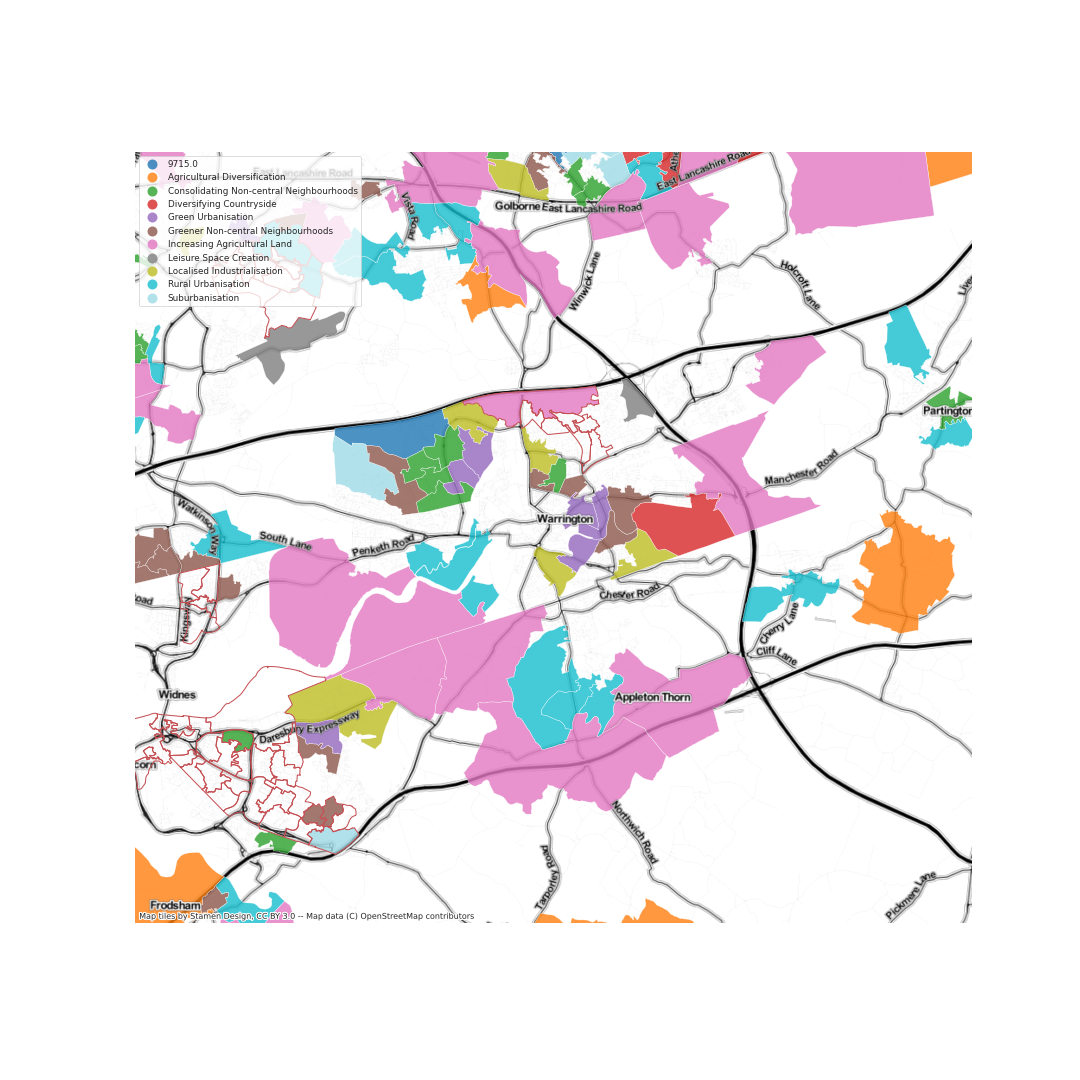 9715.0
Agricultural Diversification
Consolidating Non-central Neighbourhoods
Diversifying Countryside
Green Urbanisation
Greener Non-central Neighbourhoods
Increasing Agricultural Land
Leisure Space Creation
Localised Industrialisation
Rural Urbanisation
Suburbanisation
East Lancashire Road
East Lancashire Road
Vista Road
Golborne
East Lancashire Road
Winwick Lane
Holcroft Lane
Partington
Manchester Road
Watkinson Way
South Lane
Penketh Road
Warrington
Chester Road
Kingsway
Cherry Lane
Cliff Lane
Widnes
Appleton Thorn
Daresbury Expressway
corn
Northwich Road
Tarporley Road
Pickmere Lane
Frodsham
Map tiles by Stamen Design, CC BY 3.0 -- Map data (C) OpenStreetMap contributors